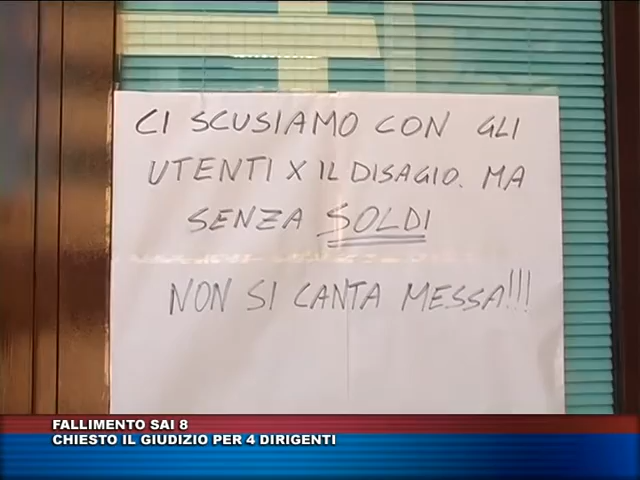 CI SCUSIAMO CON GLI
UTENTI X IL DISAGIO. MA
SENZA SOLDI
NON SI CANTA MESSA!!!
FALLIMENTO SAI 8
CHIESTO IL GIUDIZIO PER 4 DIRIGENTI